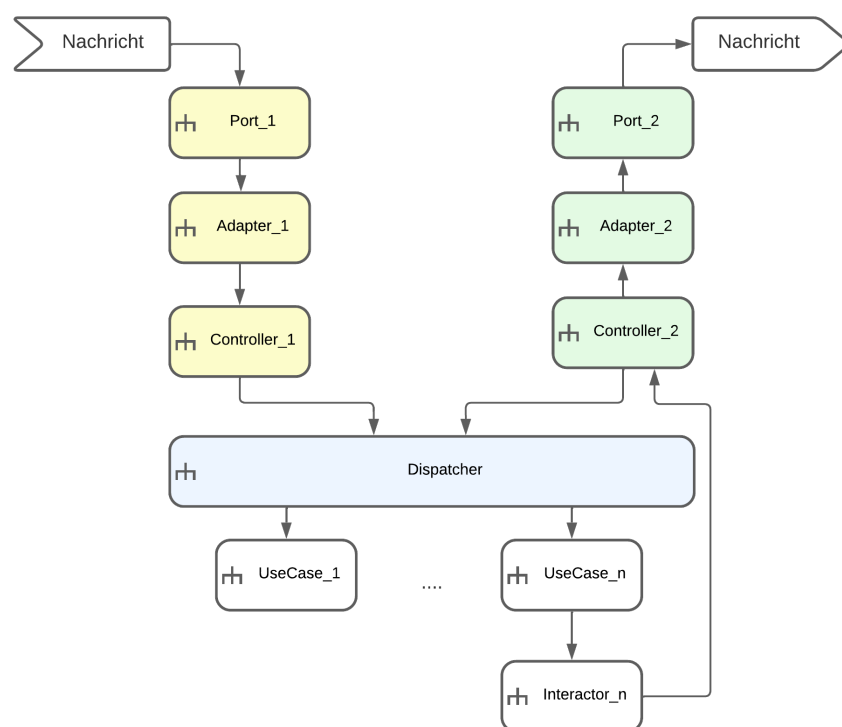 Nachricht
Nachricht
Port_1
Port_2
Adapter_1
Adapter_2
Controller_1
Controller_2
Dispatcher
UseCase_1
....
UseCase_n
Interactor_n